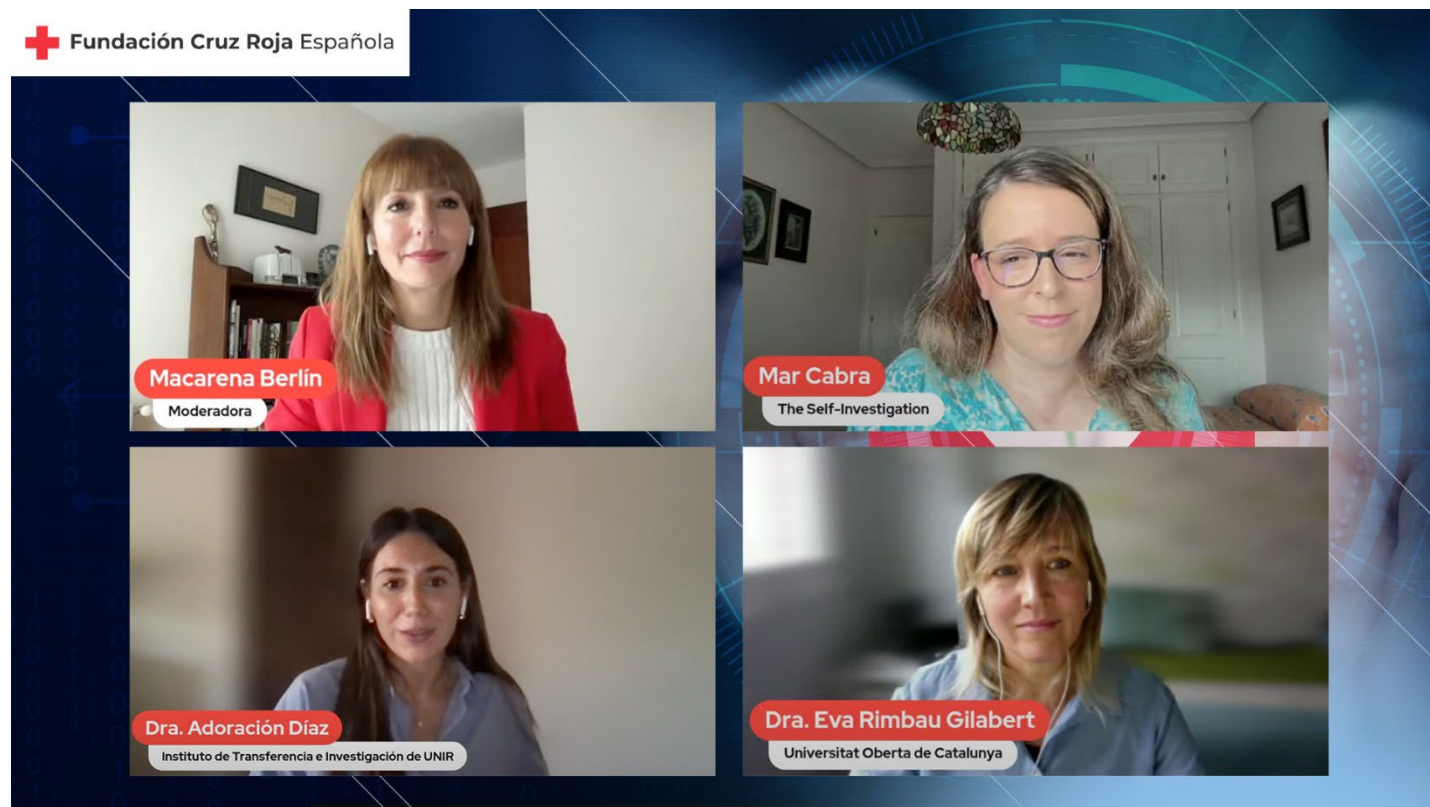 Fundación Cruz Roja Española
Macarena Berlín
Moderadora
Mar Cabra
The Self-Investigation
Dra. Adoración Díaz
Instituto de Transferencia e Investigación de UNIR
Dra. Eva Rimbau Gilabert
Universitat Oberta de Catalunya